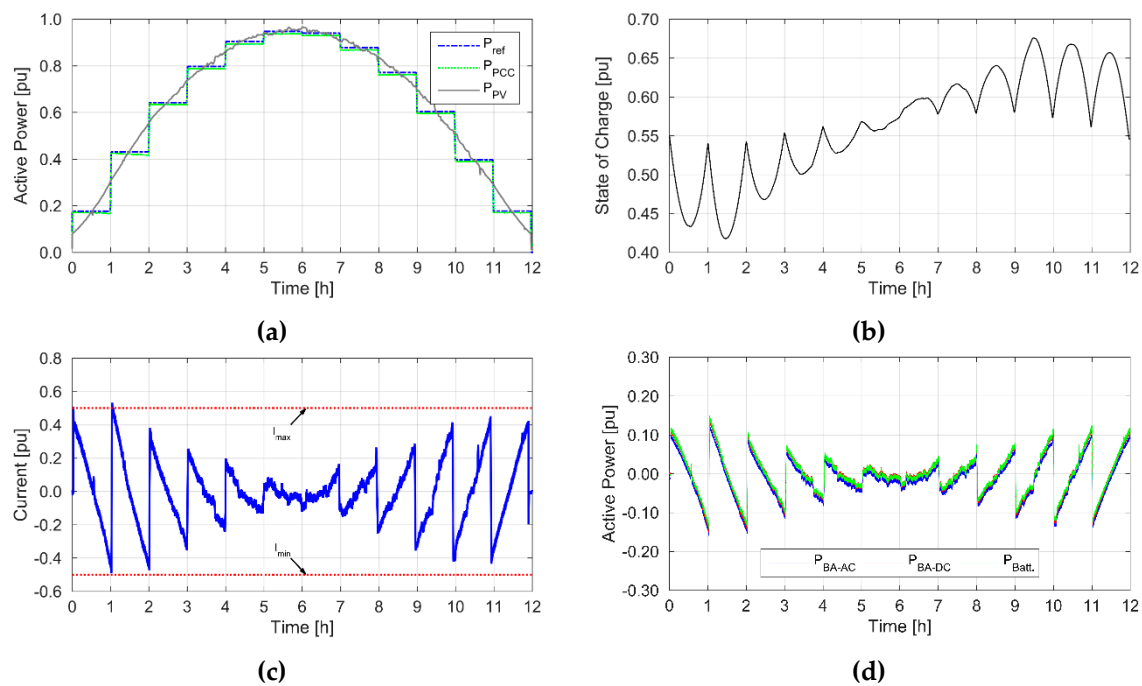 1.0
0.8
0.6
0.4
0.2
0.0
Active Power [pu]
P_ref
P_PCC
P_PV
0 1 2 3 4 5 6 7 8 9 10 11 12
Time [h]
(a)
0.70
0.65
0.60
0.55
0.50
0.45
0.40
State of Charge [pu]
0 1 2 3 4 5 6 7 8 9 10 11 12
Time [h]
(b)
0.8
0.6
0.4
0.2
0.0
-0.2
-0.4
-0.6
Current [pu]
I_max
I_min
0 1 2 3 4 5 6 7 8 9 10 11 12
Time [h]
(c)
0.30
0.20
0.10
0.00
-0.10
-0.20
-0.30
Active Power [pu]
P_BA-AC P_BA-DC P_Batt.
0 1 2 3 4 5 6 7 8 9 10 11 12
Time [h]
(d)